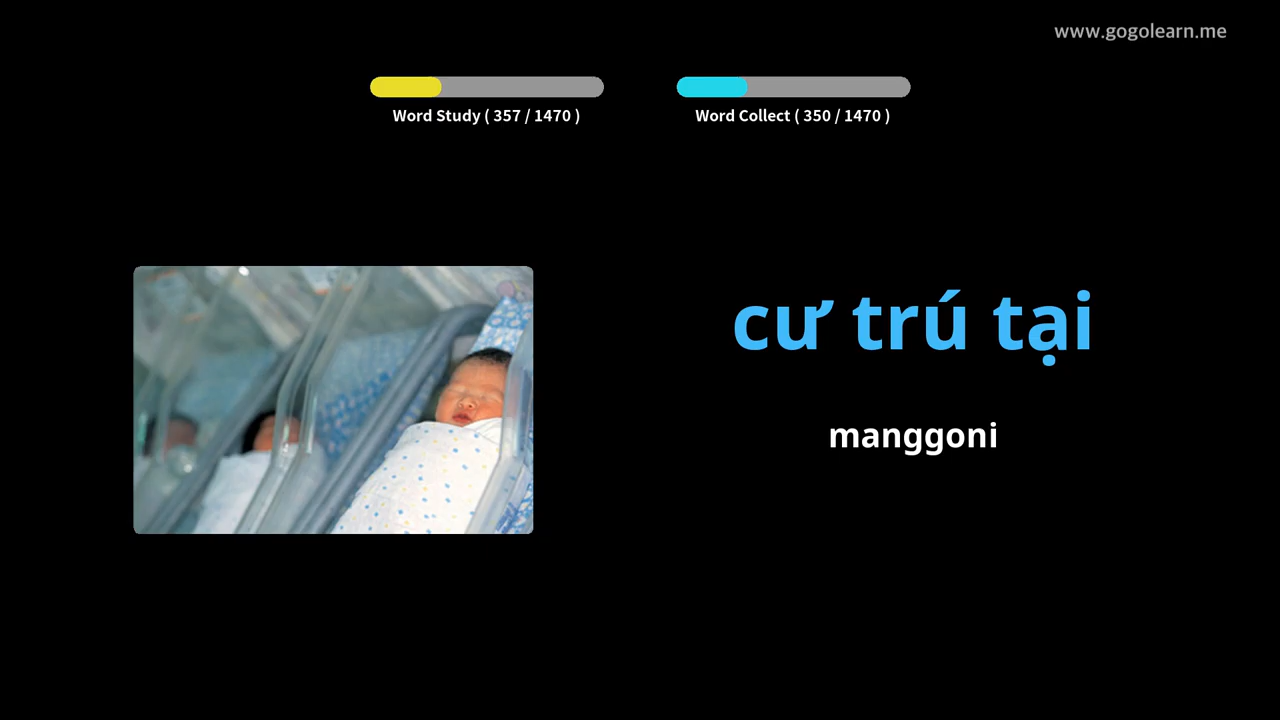 www.gogolearn.me
Word Study ( 357 / 1470 )
Word Collect ( 350 / 1470 )
cư trú tại
manggoni